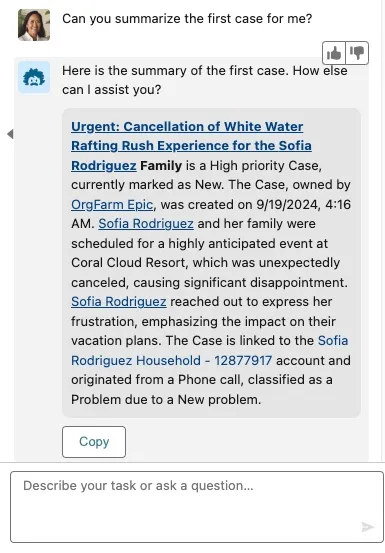 Can you summarize the first case for me?
Here is the summary of the first case. How else
can I assist you?
Urgent: Cancellation of White Water
Rafting Rush Experience for the Sofia
Rodriguez Family is a High priority Case,
currently marked as New. The Case, owned by
OrgFarm Epic, was created on 9/19/2024, 4:16
AM. Sofia Rodriguez and her family were
scheduled for a highly anticipated event at
Coral Cloud Resort, which was unexpectedly
canceled, causing significant disappointment.
Sofia Rodriguez reached out to express her
frustration, emphasizing the impact on their
vacation plans. The Case is linked to the Sofia
Rodriguez Household - 12877917 account and
originated from a Phone call, classified as a
Problem due to a New problem.
Copy
Describe your task or ask a question...